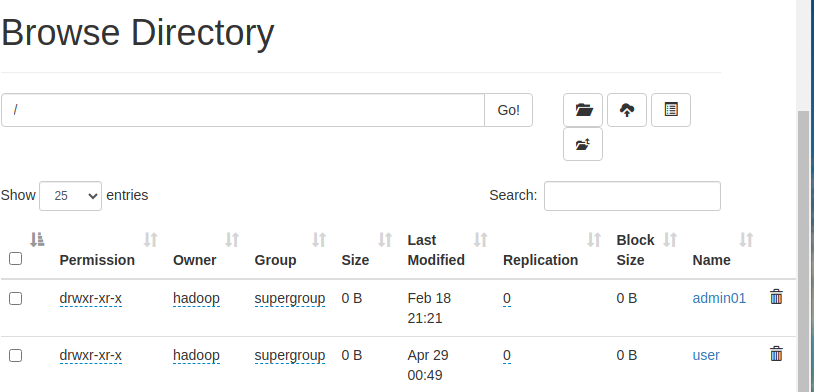 Browse Directory
/ Go!
Show 25 entries Search:
Permission Owner Group Size Last Modified Replication Block Size Name
drwxr-xr-x hadoop supergroup 0 B Feb 18 21:21 0 0 B admin01
drwxr-xr-x hadoop supergroup 0 B Apr 29 00:49 0 0 B user